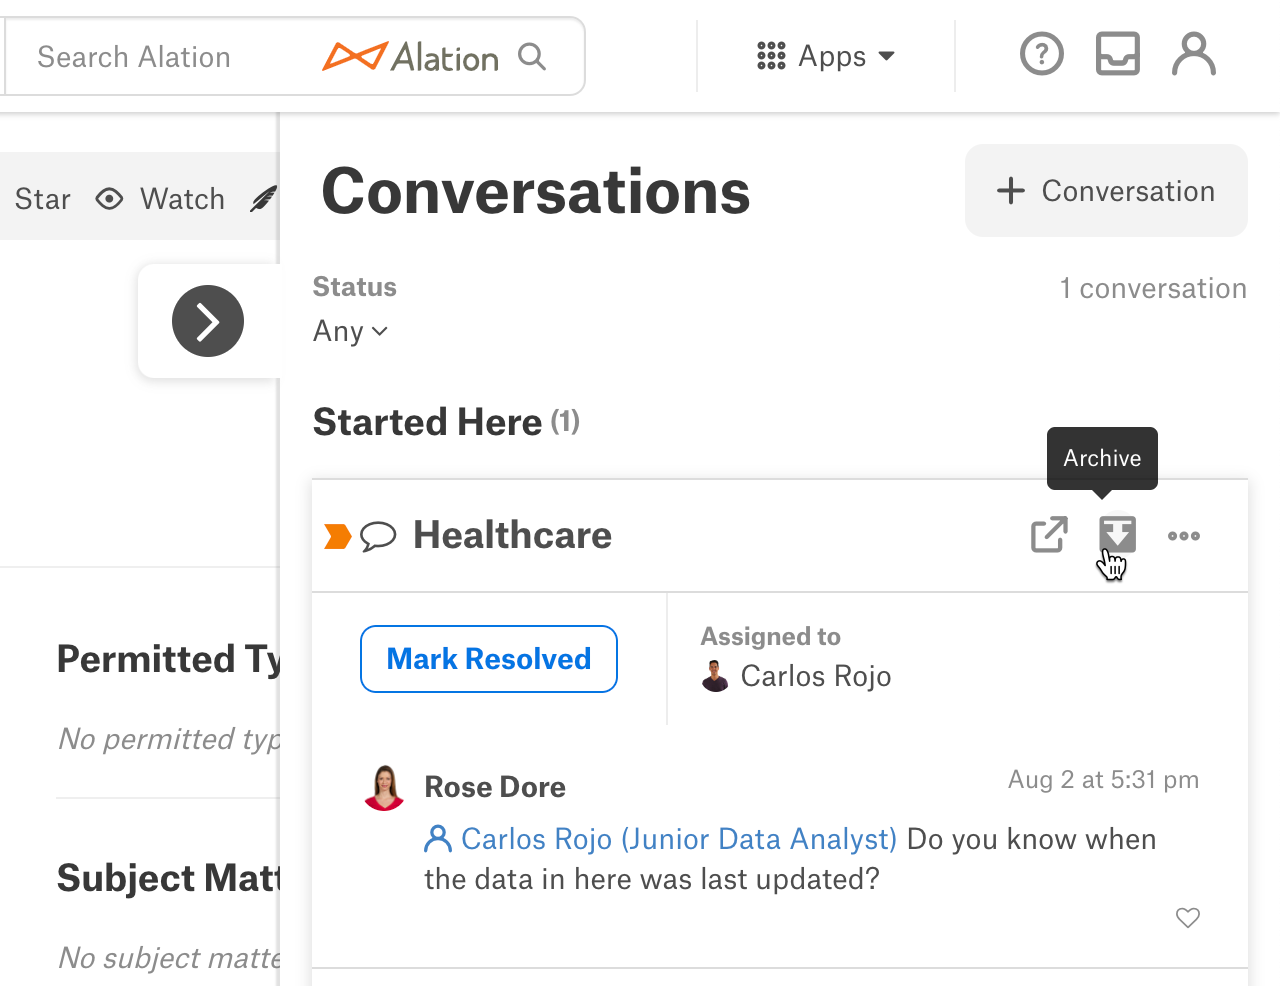 Search Alation
Alation
Apps
Star
Watch
Conversations
Conversation
Status
1 conversation
Any
Started Here (1)
Archive
Healthcare
Mark Resolved
Assigned to
Carlos Rojo
Permitted Ty
No permitted typ
Rose Dore
Aug 2 at 5:31 pm
Carlos Rojo (Junior Data Analyst) Do you know when
the data in here was last updated?
Subject Matt
No subject matte